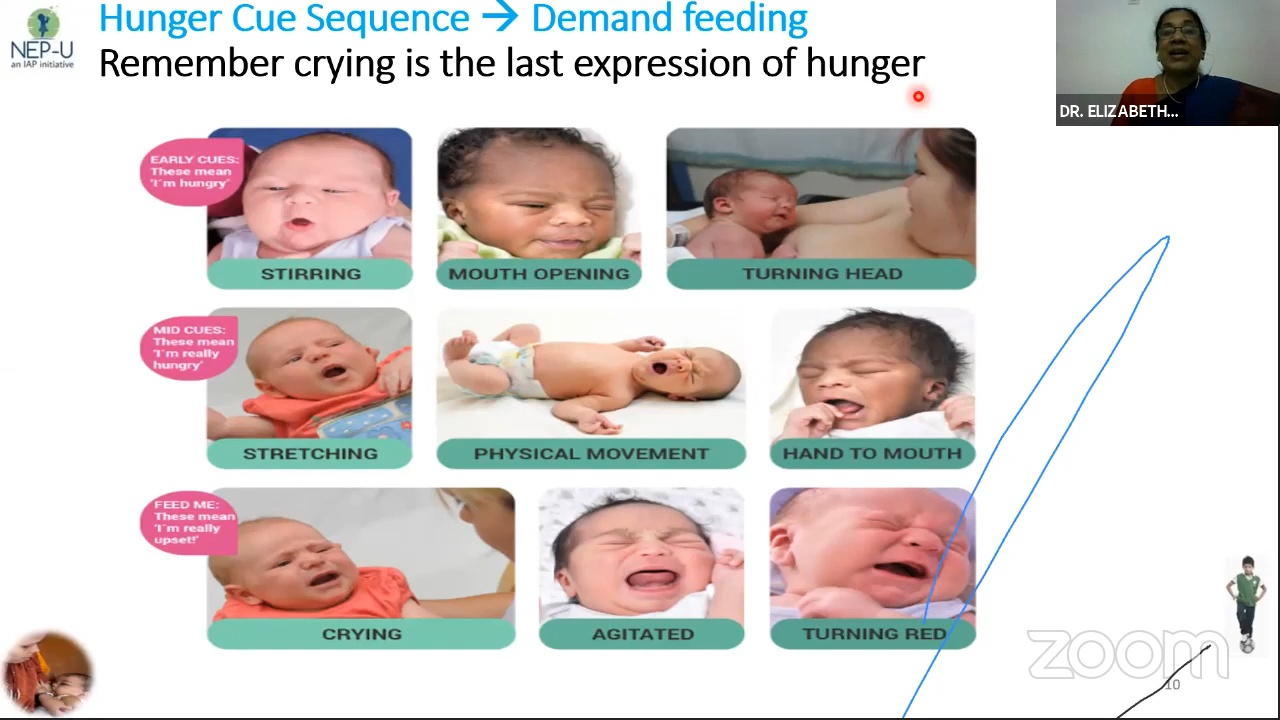 Hunger Cue Sequence → Demand feeding
Remember crying is the last expression of hunger
NEP-U
an IAP initiative
DR. ELIZABETH...
EARLY CUES:
These mean
'I'm hungry'
STIRRING
MOUTH OPENING
TURNING HEAD
MID CUES:
These mean
'I'm really
hungry'
STRETCHING
PHYSICAL MOVEMENT
HAND TO MOUTH
FEED ME:
These mean
'I'm really
upset!'
CRYING
AGITATED
TURNING RED
zoom
10